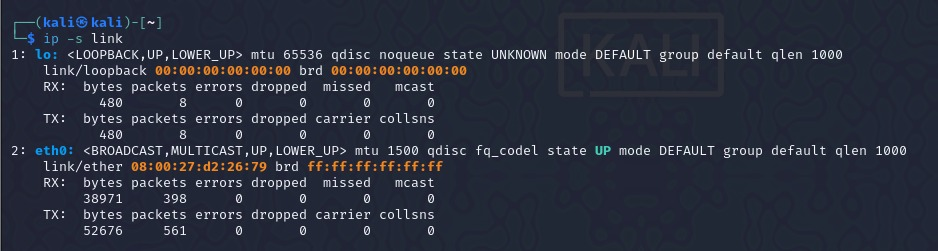 ┌──(kali㉿kali)-[~]
└─$ ip -s link
1: lo: <LOOPBACK,UP,LOWER_UP> mtu 65536 qdisc noqueue state UNKNOWN mode DEFAULT group default qlen 1000
    link/loopback 00:00:00:00:00:00 brd 00:00:00:00:00:00
    RX:  bytes packets errors dropped  missed   mcast
           480       8      0       0       0       0
    TX:  bytes packets errors dropped carrier collsns
           480       8      0       0       0       0
2: eth0: <BROADCAST,MULTICAST,UP,LOWER_UP> mtu 1500 qdisc fq_codel state UP mode DEFAULT group default qlen 1000
    link/ether 08:00:27:d2:26:79 brd ff:ff:ff:ff:ff:ff
    RX:  bytes packets errors dropped  missed   mcast
         38971     398      0       0       0       0
    TX:  bytes packets errors dropped carrier collsns
         52676     561      0       0       0       0
KALI